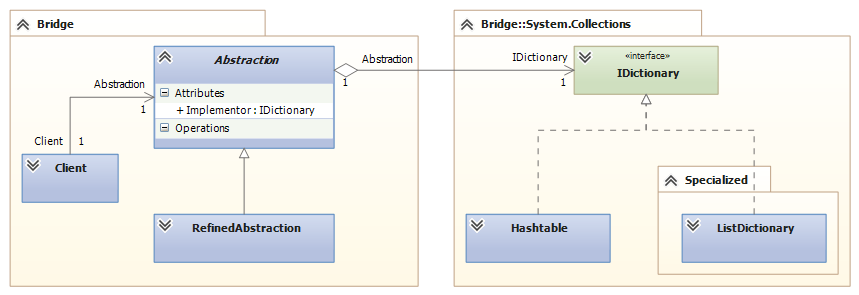 Bridge
Abstraction
Attributes
+ Implementor : IDictionary
Operations
Abstraction
1
Client
1
Client
RefinedAbstraction
Abstraction
1
IDictionary
1
Bridge::System.Collections
«interface»
IDictionary
Hashtable
Specialized
ListDictionary